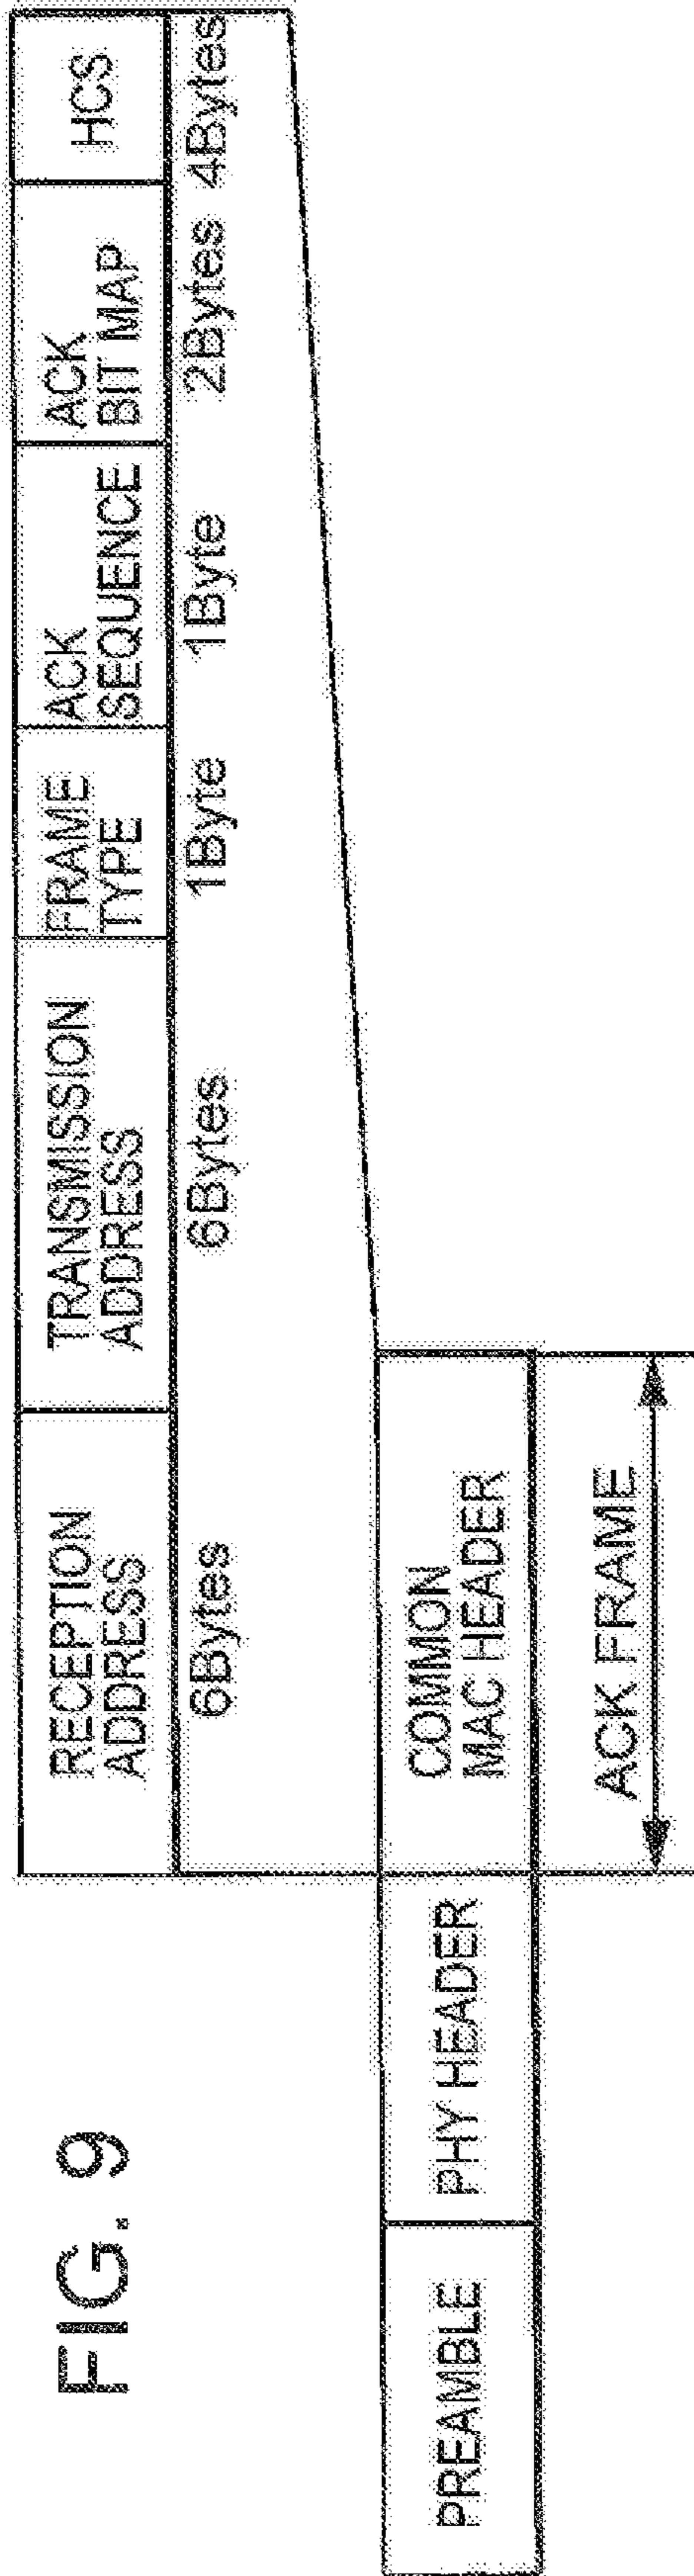 FIG. 9
RECEPTION
ADDRESS
TRANSMISSION
ADDRESS
FRAME
TYPE
ACK
SEQUENCE
ACK
BIT MAP
HCS
6Bytes
6Bytes
1Byte
1Byte
2Bytes
4Bytes
PREAMBLE
PHY HEADER
COMMON
MAC HEADER
ACK FRAME